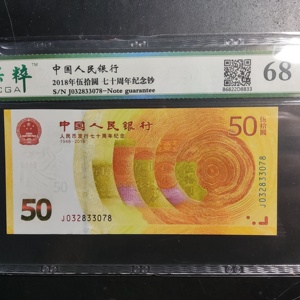 粹 ™
CGA
中国人民银行
2018年伍拾圆 七十周年纪念钞
S/N J032833078-Note guarantee
68
中国人民银行
人民币发行七十周年纪念
1948-2018
50
伍拾圆
50
J032833078